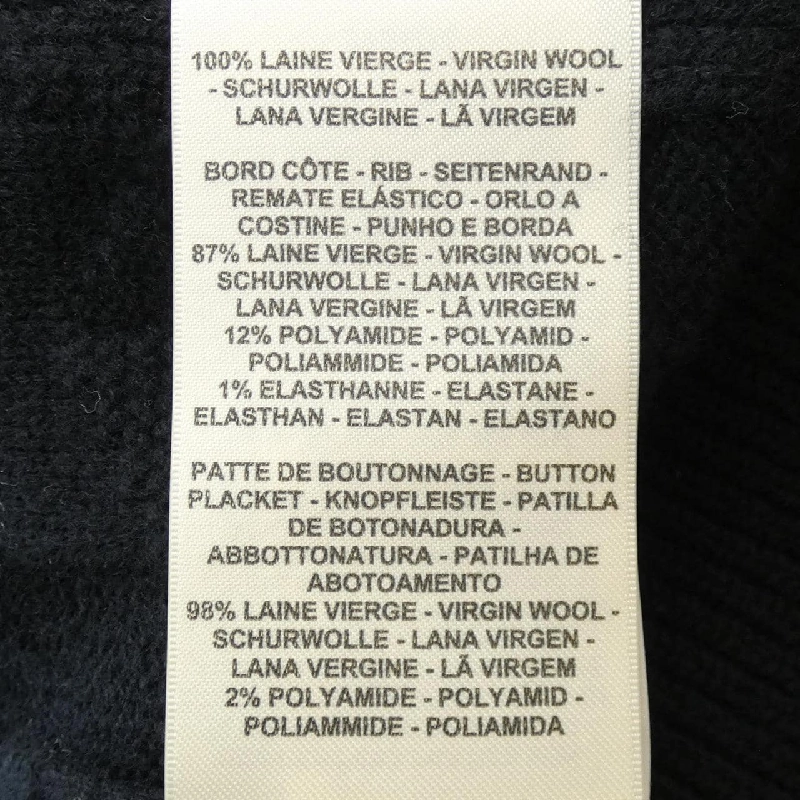 100% LAINE VIERGE - VIRGIN WOOL
- SCHURWOLLE - LANA VIRGEN -
LANA VERGINE - LÃ VIRGEM
BORD CÔTE - RIB - SEITENRAND -
REMATE ELÁSTICO - ORLO A
COSTINE - PUNHO E BORDA
87% LAINE VIERGE - VIRGIN WOOL -
SCHURWOLLE - LANA VIRGEN -
LANA VERGINE - LÃ VIRGEM
12% POLYAMIDE - POLYAMID -
POLIAMMIDE - POLIAMIDA
1% ELASTHANNE - ELASTANE -
ELASTHAN - ELASTAN - ELASTANO
PATTE DE BOUTONNAGE - BUTTON
PLACKET - KNOPFLEISTE - PATILLA
DE BOTONADURA -
ABBOTTONATURA - PATILHA DE
ABOTOAMENTO
98% LAINE VIERGE - VIRGIN WOOL -
SCHURWOLLE - LANA VIRGEN -
LANA VERGINE - LÃ VIRGEM
2% POLYAMIDE - POLYAMID -
POLIAMMIDE - POLIAMIDA